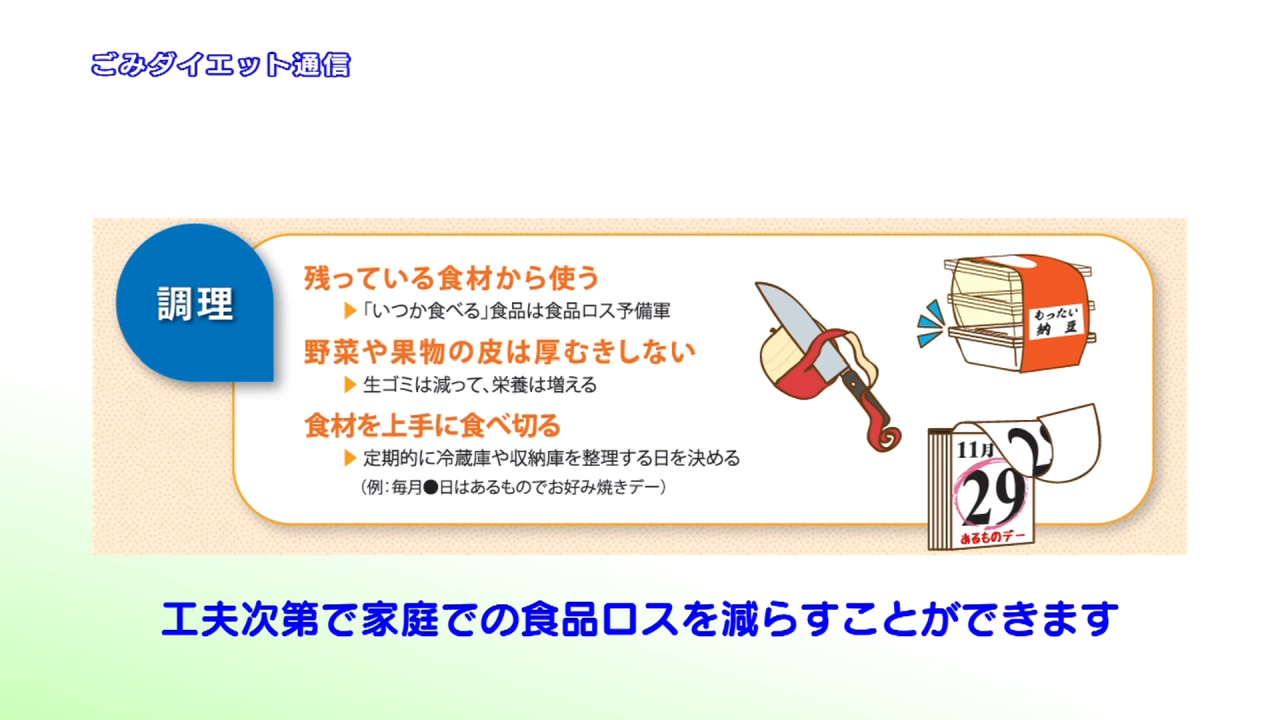 ごみダイエット通信
調理
残っている食材から使う
▶「いつか食べる」食品は食品ロス予備軍
野菜や果物の皮は厚むきしない
▶生ゴミは減って、栄養は増える
食材を上手に食べ切る
▶定期的に冷蔵庫や収納庫を整理する日を決める
（例：毎月●日はあるものでお好み焼きデー）
もったい
納豆
11月
29
あるものデー
工夫次第で家庭での食品ロスを減らすことができます